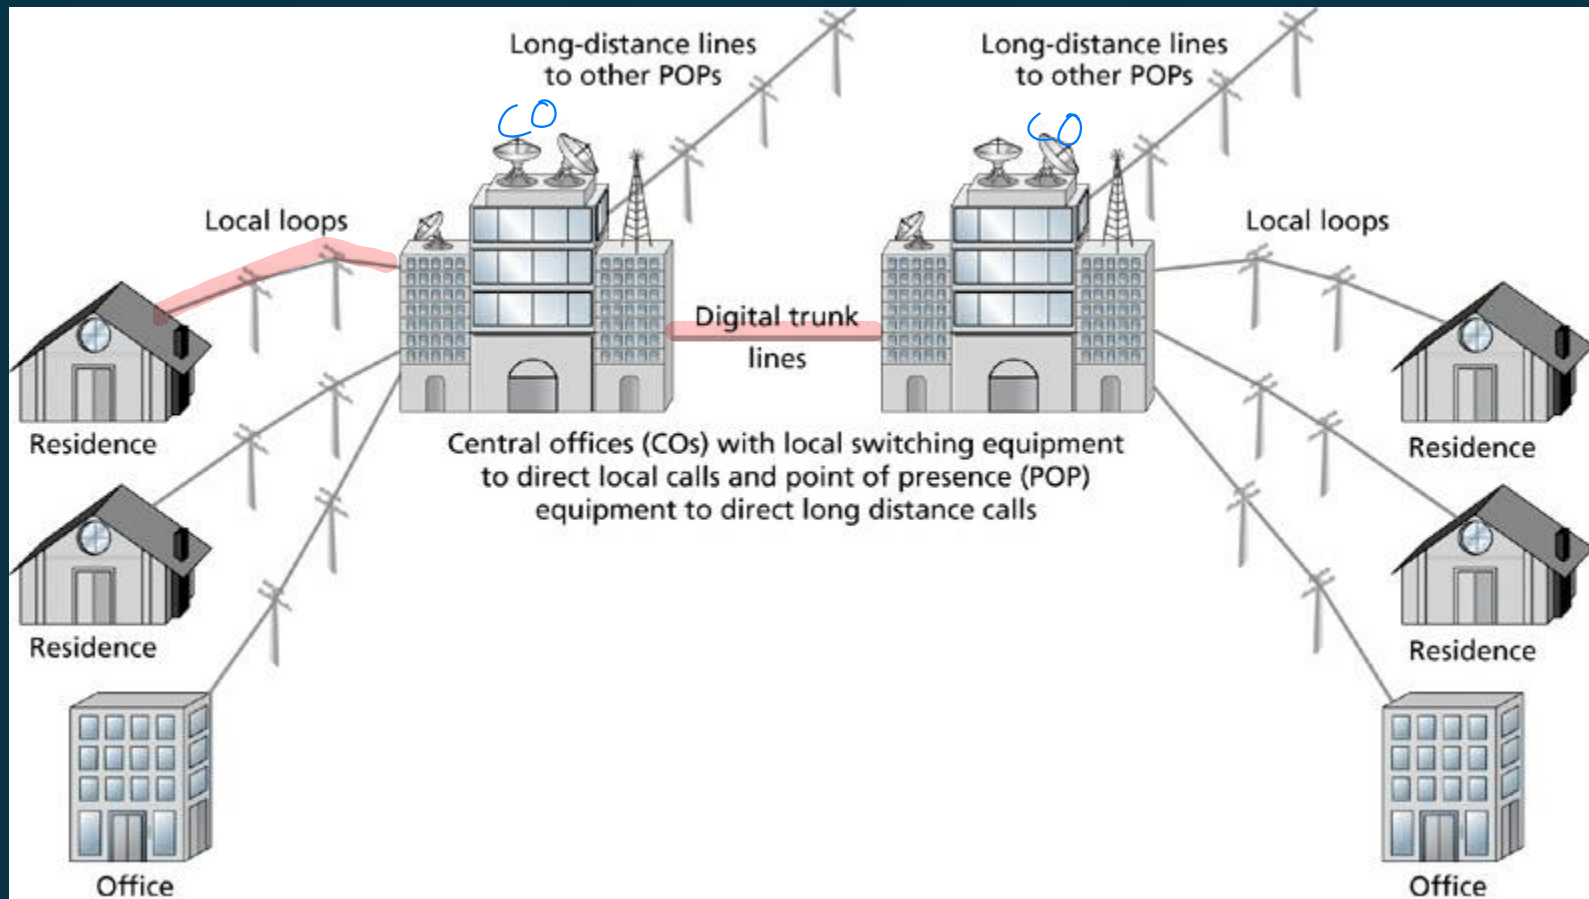 Long-distance lines
to other POPs
Long-distance lines
to other POPs
CO
CO
Local loops
Local loops
Digital trunk
lines
Residence
Residence
Central offices (COs) with local switching equipment
to direct local calls and point of presence (POP)
equipment to direct long distance calls
Residence
Residence
Office
Office